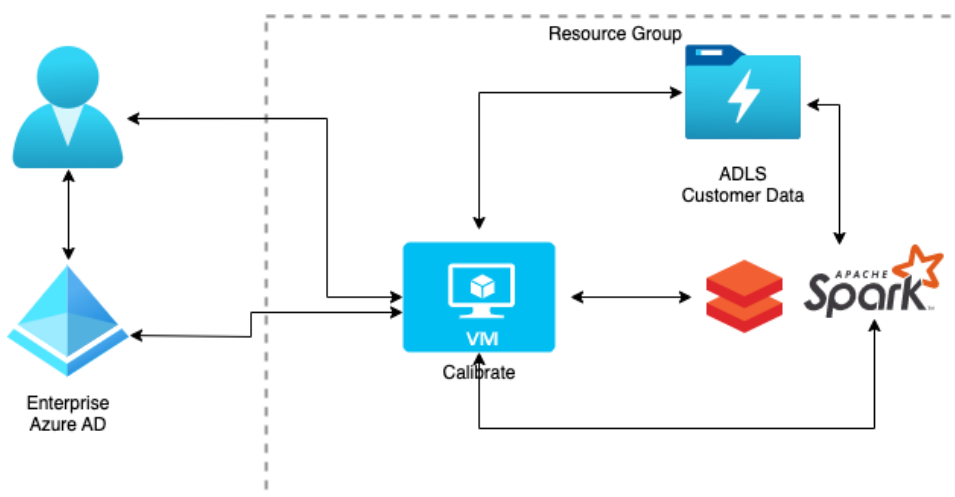 Resource Group
ADLS
Customer Data
APACHE
Spark
VM
Calibrate
Enterprise
Azure AD